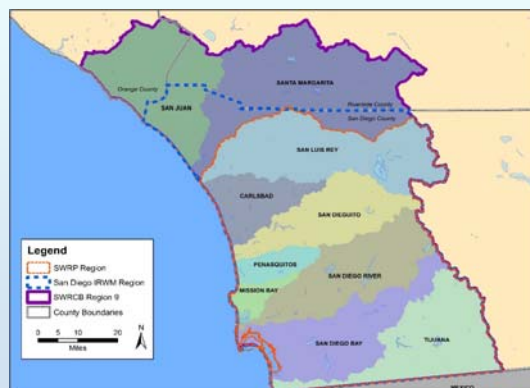 Orange County
SANTA MARGARITA
SAN JUAN
Riverside County
San Diego County
SAN LUIS REY
CARLSBAD
SAN DIEGUITO
PENASQUITOS
SAN DIEGO RIVER
MISSION BAY
SAN DIEGO BAY
TIJUANA
MEXICO
Legend
SWRP Region
San Diego IRWM Region
SWRCB Region 9
County Boundaries
0 5 10 20
Miles
N